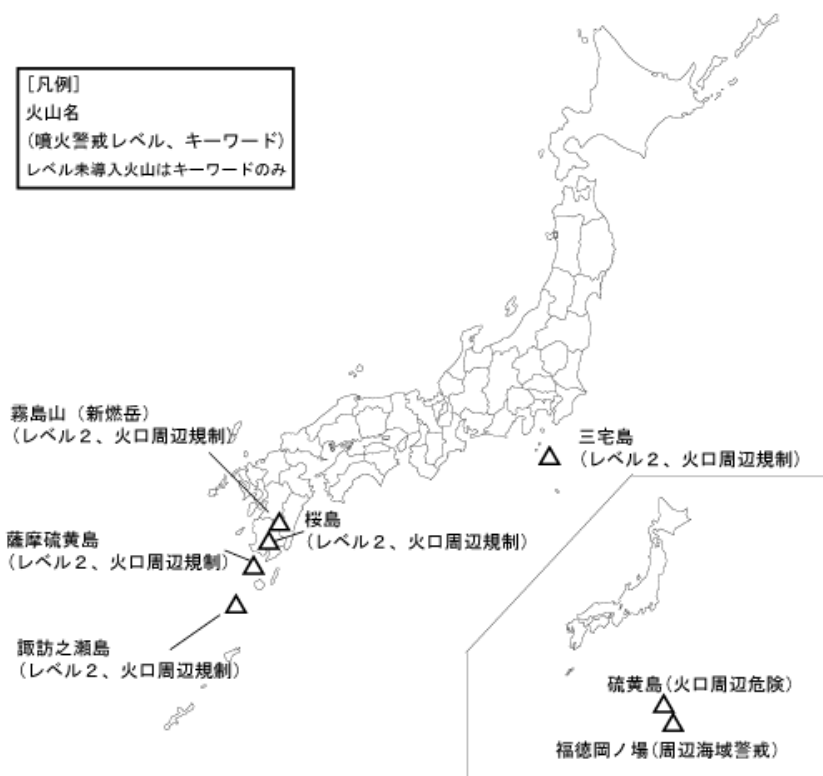 [凡例]
火山名
(噴火警戒レベル、キーワード)
レベル未導入火山はキーワードのみ
霧島山（新燃岳）
(レベル２、火口周辺規制)
三宅島
(レベル２、火口周辺規制)
桜島
(レベル２、火口周辺規制)
薩摩硫黄島
(レベル２、火口周辺規制)
諏訪之瀬島
(レベル２、火口周辺規制)
硫黄島(火口周辺危険)
福徳岡ノ場(周辺海域警戒)